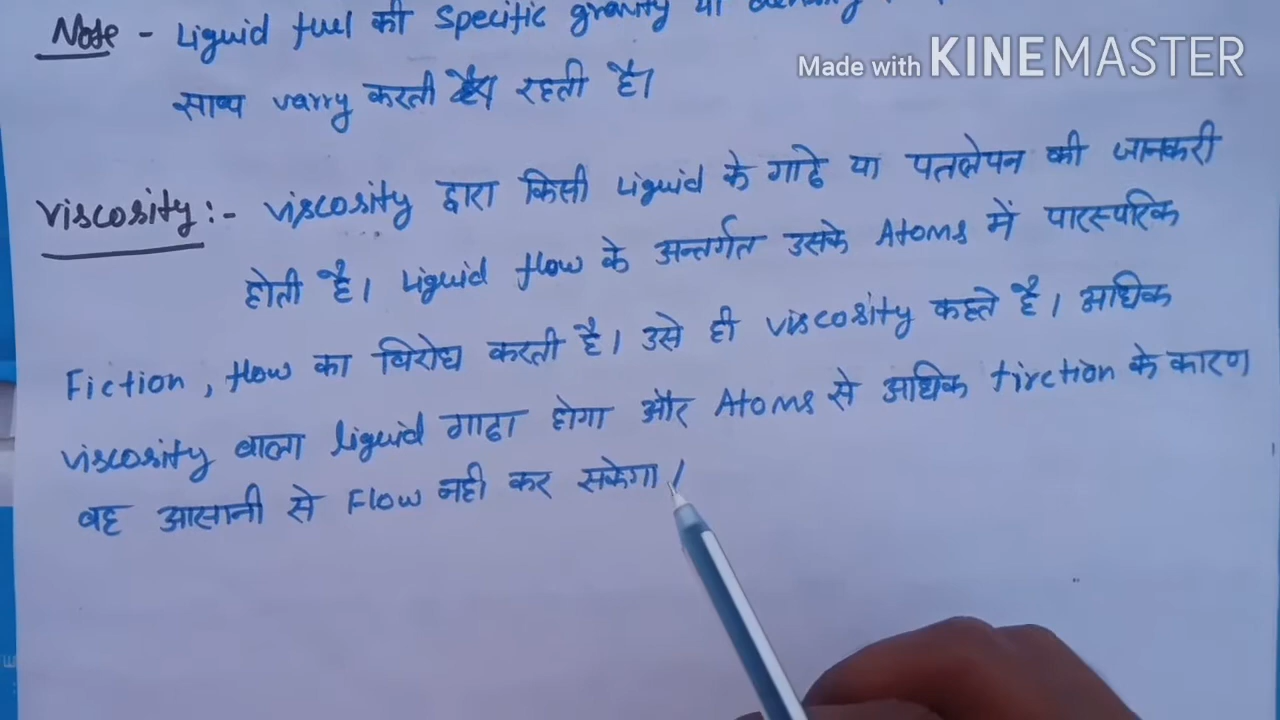 Note - Liquid fuel की specific gravity या
Made with KINEMASTER
साथ varry करती रहती है।
Viscosity :- Viscosity द्वारा किसी Liquid के गाढे या पतलेपन की जानकरी
होती है। Liquid flow के अन्तर्गत उसके Atoms में पारस्परिक
Fiction, flow का विरोध करती है। उसे ही viscosity कहते है। अधिक
viscosity वाला liquid गाढा होगा और Atoms से अधिक firction के कारण
वह आसानी से Flow नही कर सकेगा।